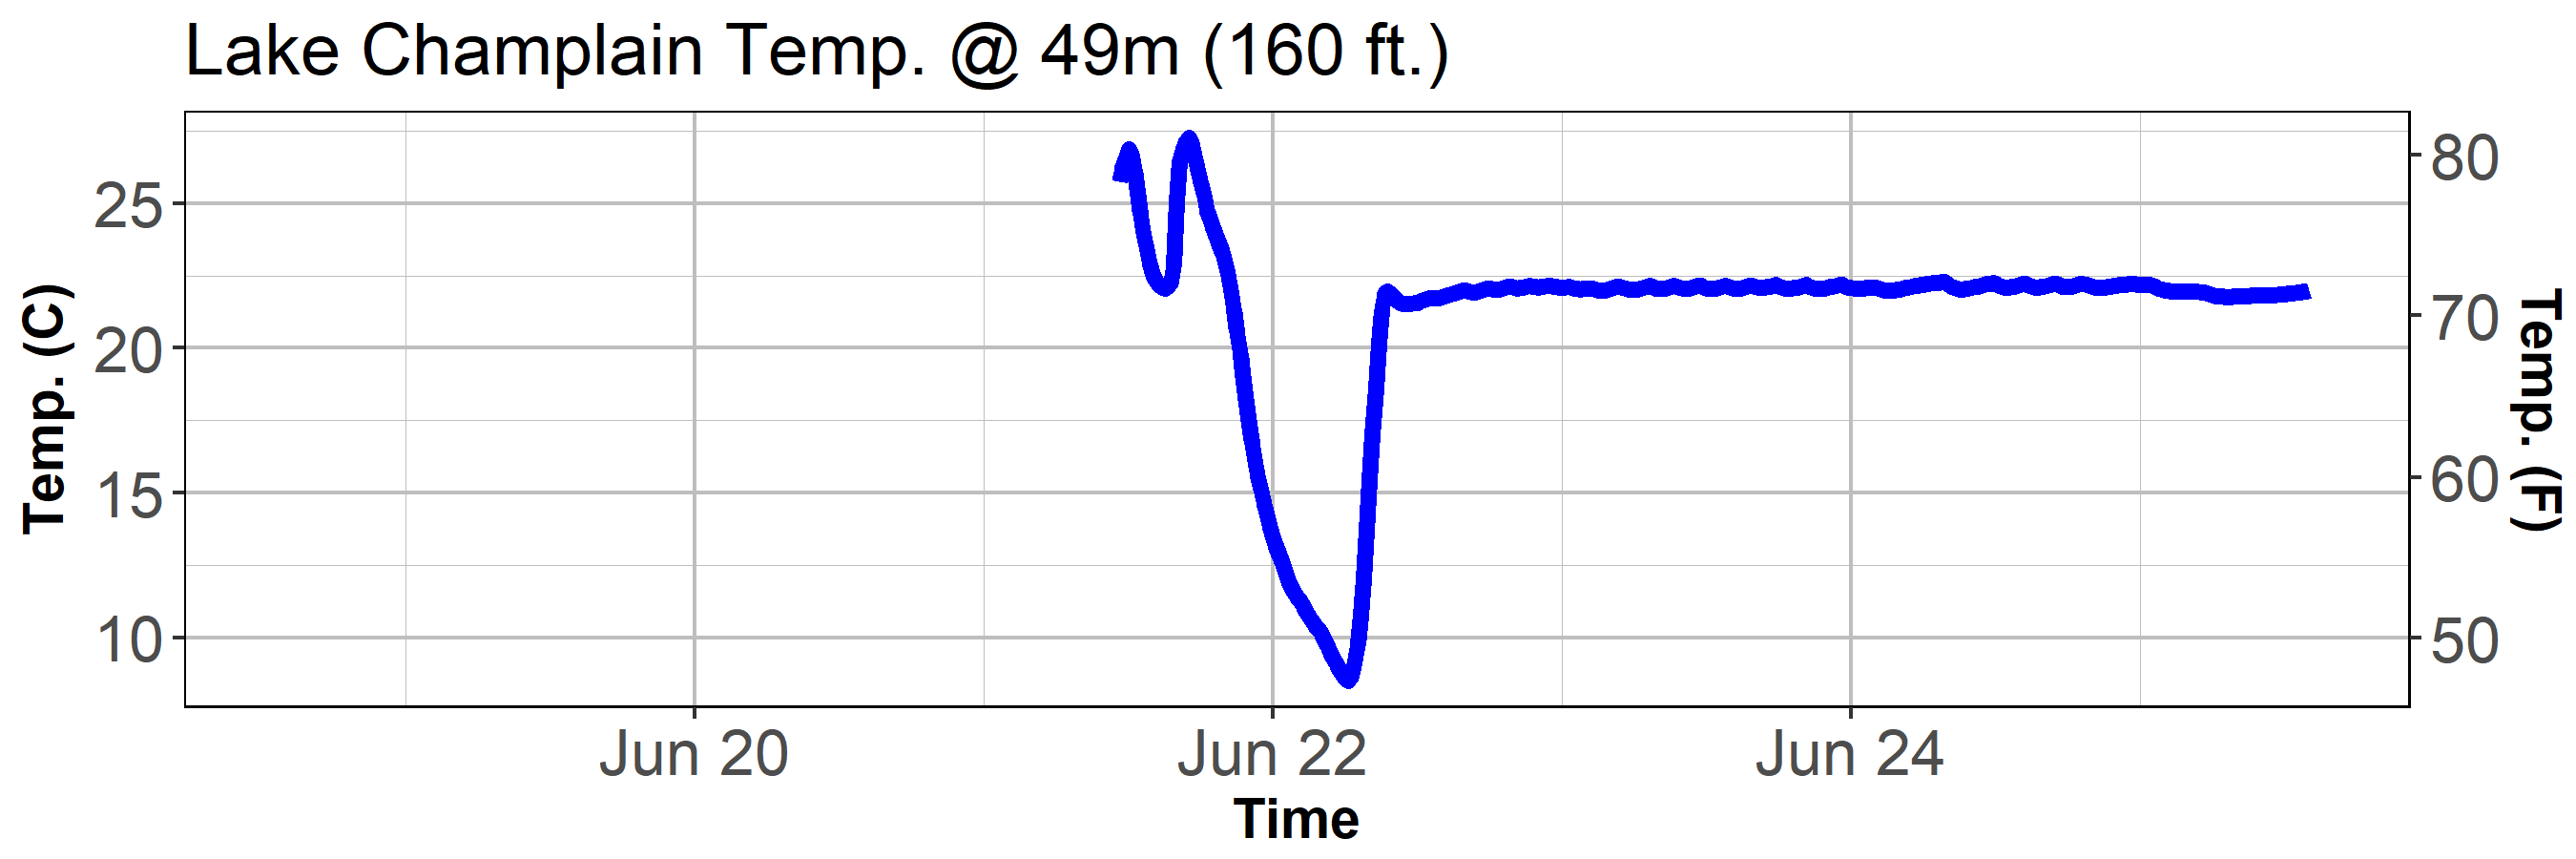 Lake Champlain Temp. @ 49m (160 ft.)
Temp. (C)
25
20
15
10
80
70
60
50
Temp. (F)
Jun 20
Jun 22
Jun 24
Time